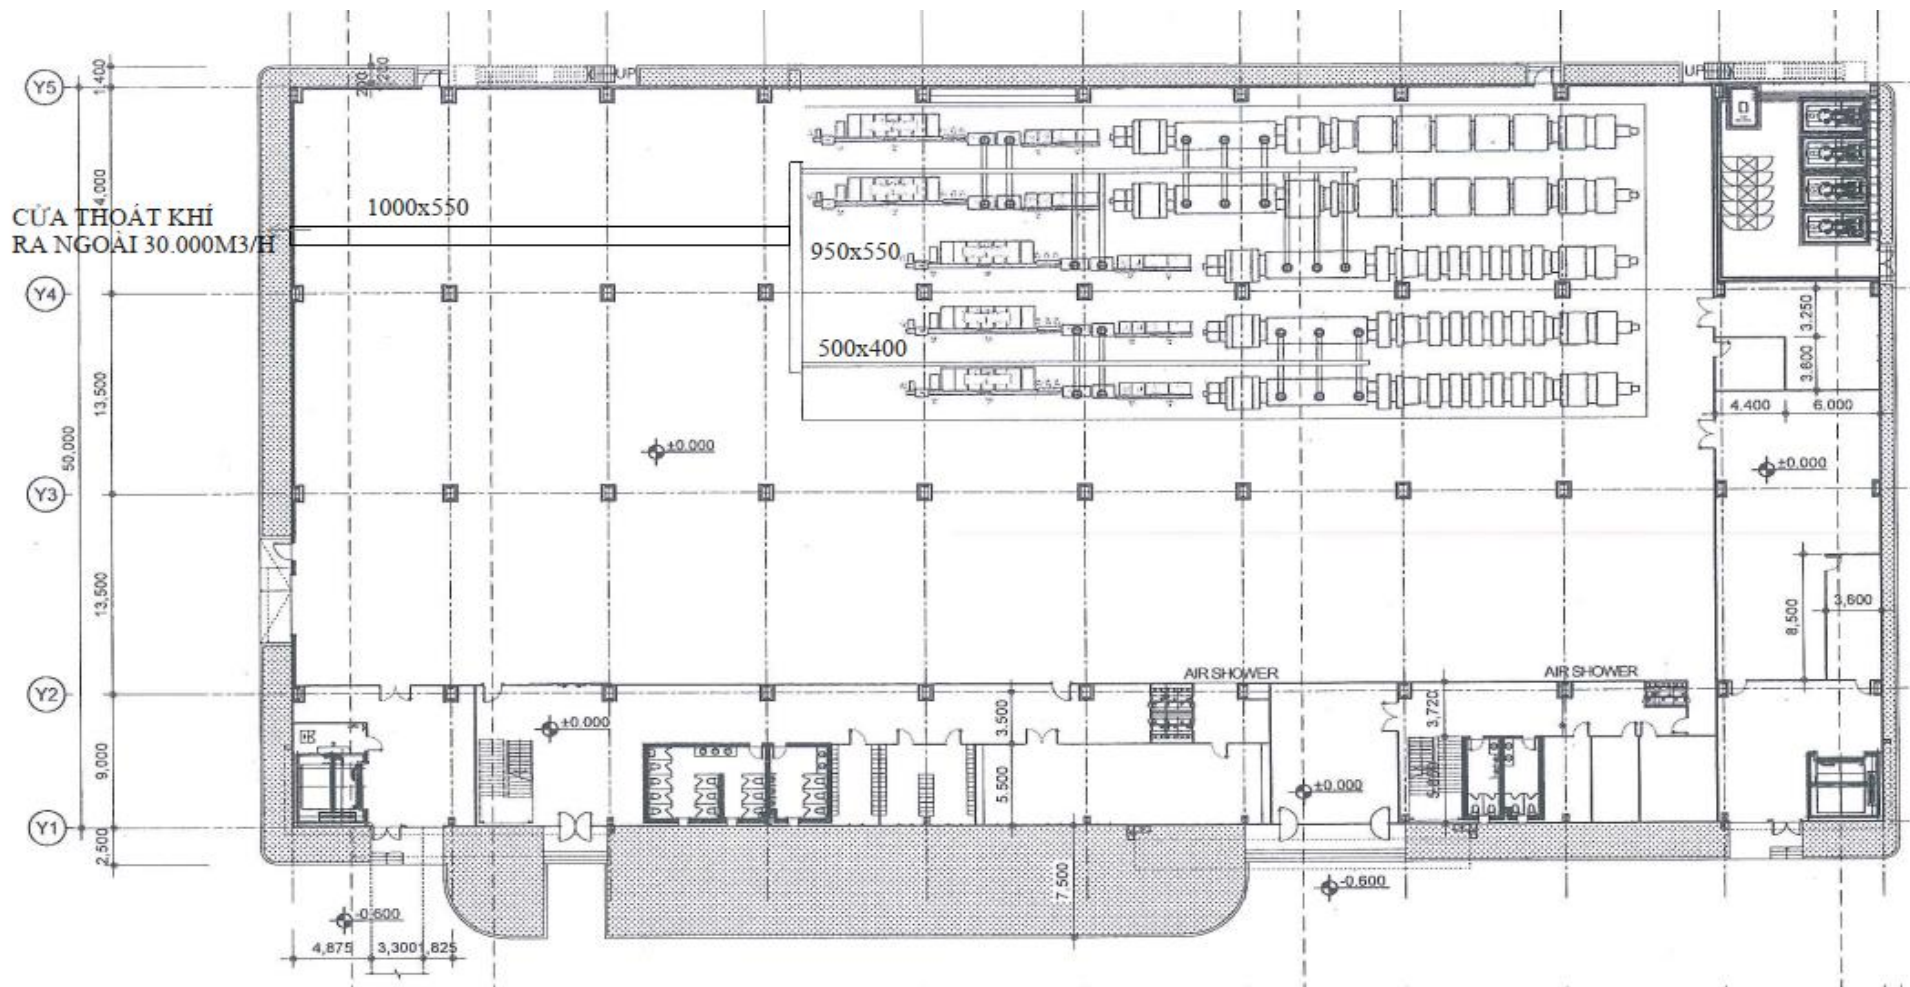 UP
UP
Y5
1,400
220
1,200
4,000
CỬA THOÁT KHÍ
RA NGOÀI 30.000M3/H
1000x550
950x550
Y4
500x400
3.250
3.600
4.400
6.000
13,500
50,000
±0.000
±0.000
Y3
13,500
8,500
3,600
AIR SHOWER
AIR SHOWER
Y2
3.500
3,720
±0.000
9,000
5.500
±0.000
Y1
2,500
7,500
-0.600
-0.600
4,875
3,300
1,825